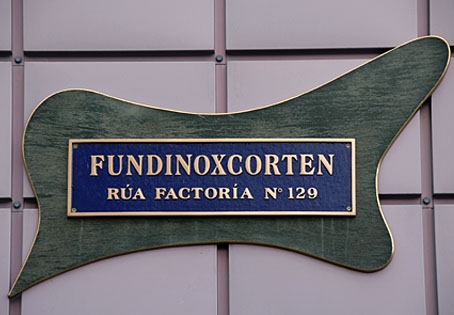 FUNDINOXCORTEN
RÚA FACTORÍA Nº 129